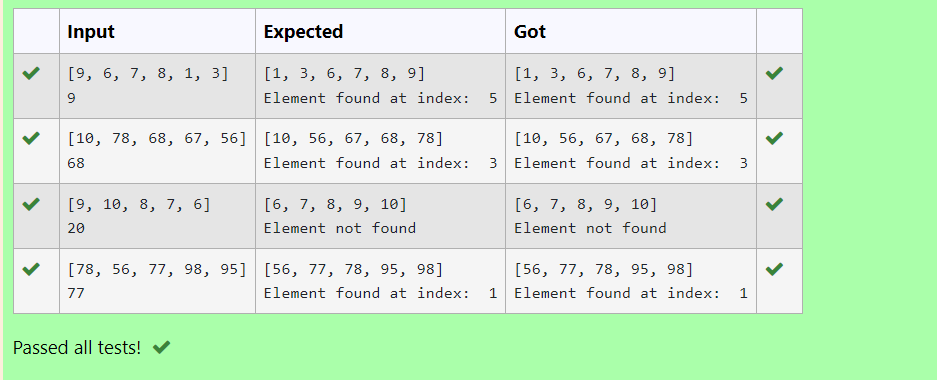 Input Expected Got
[9, 6, 7, 8, 1, 3] [1, 3, 6, 7, 8, 9] [1, 3, 6, 7, 8, 9]
9 Element found at index:  5 Element found at index:  5
[10, 78, 68, 67, 56] [10, 56, 67, 68, 78] [10, 56, 67, 68, 78]
68 Element found at index:  3 Element found at index:  3
[9, 10, 8, 7, 6] [6, 7, 8, 9, 10] [6, 7, 8, 9, 10]
20 Element not found Element not found
[78, 56, 77, 98, 95] [56, 77, 78, 95, 98] [56, 77, 78, 95, 98]
77 Element found at index:  1 Element found at index:  1
Passed all tests!